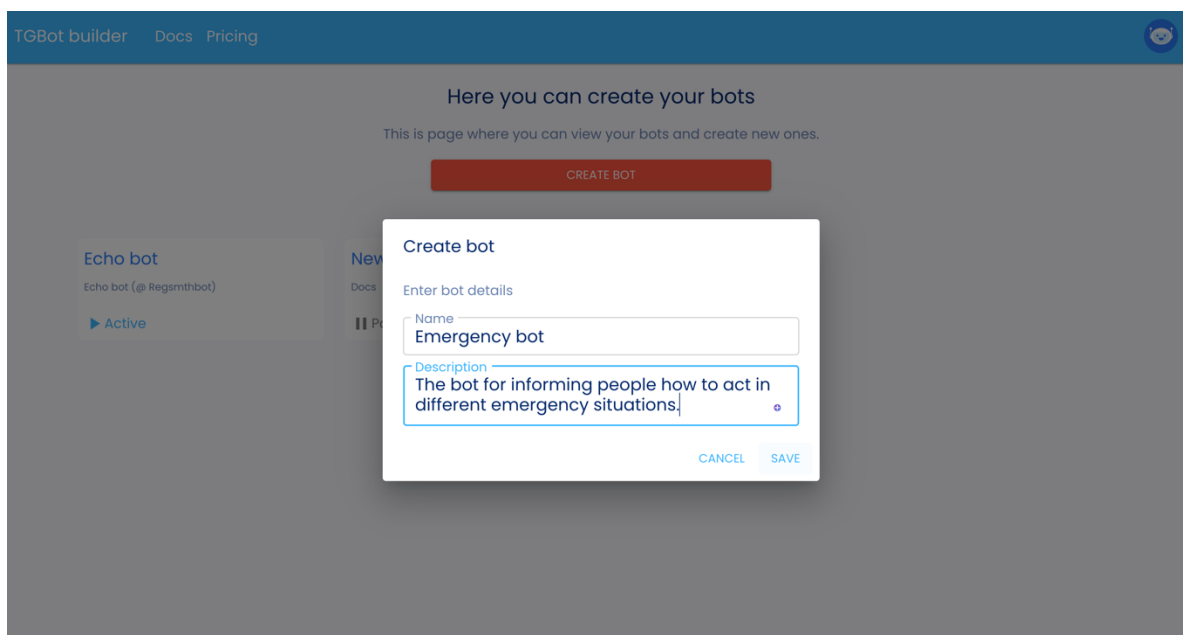 TGBot builder Docs Pricing
Here you can create your bots
This is page where you can view your bots and create new ones.
CREATE BOT
Echo bot
Echo bot (@ Regsmthbot)
Active
New
Docs
Create bot
Enter bot details
Name
Emergency bot
Description
The bot for informing people how to act in
different emergency situations.
CANCEL SAVE